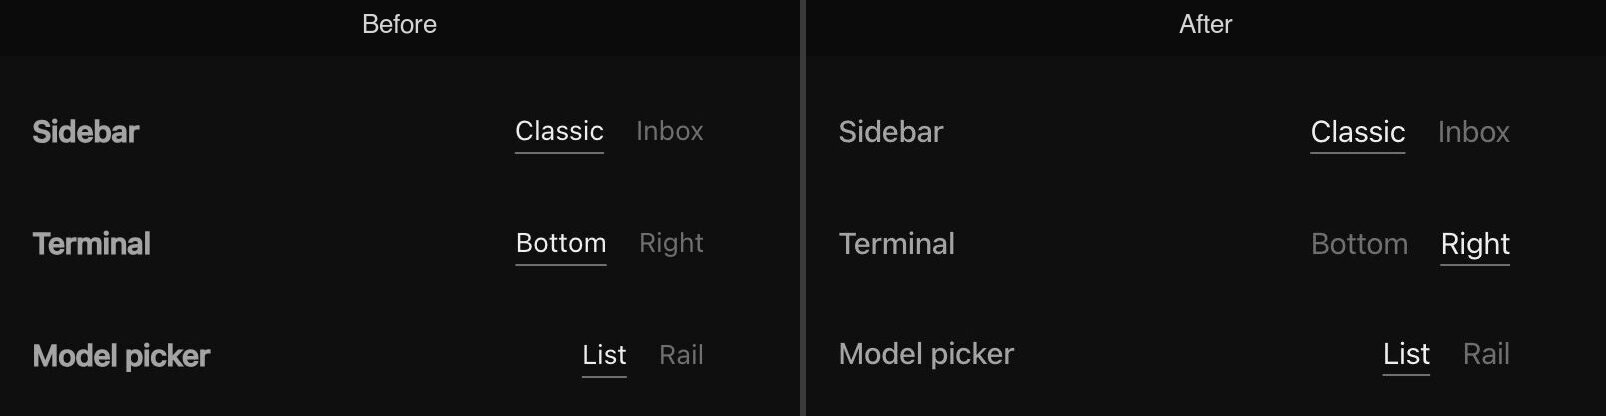 Before
Sidebar Classic Inbox
Terminal Bottom Right
Model picker List Rail
After
Sidebar Classic Inbox
Terminal Bottom Right
Model picker List Rail